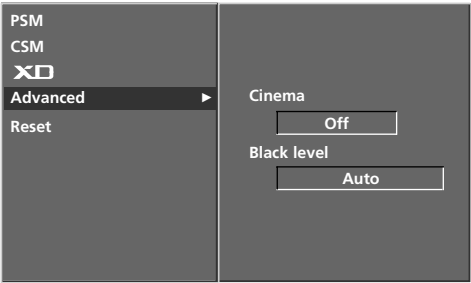 PSM
CSM
XD
Advanced ►
Reset
Cinema
Off
Black level
Auto